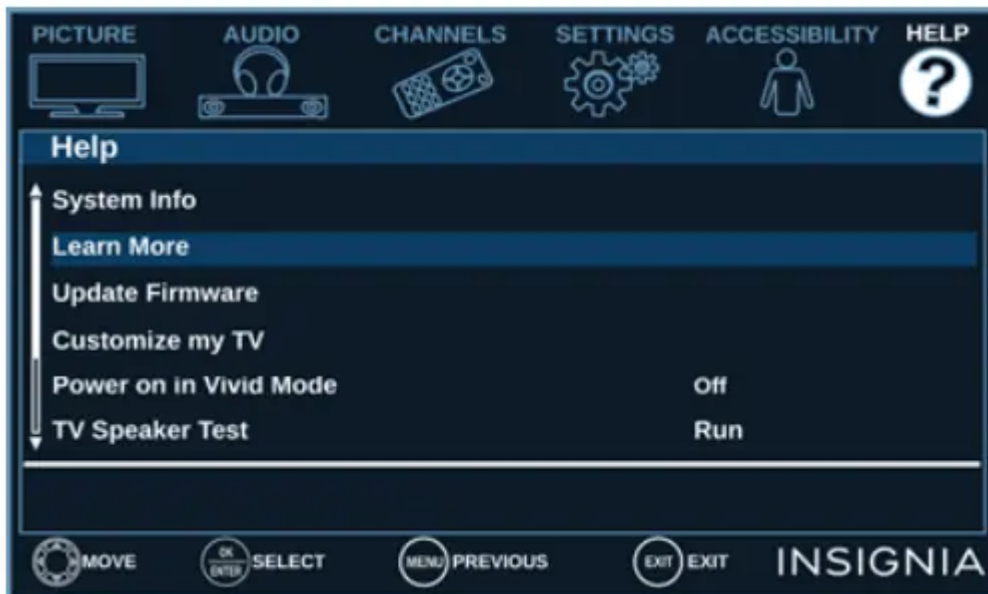 PICTURE AUDIO CHANNELS SETTINGS ACCESSIBILITY HELP
?
Help
System Info
Learn More
Update Firmware
Customize my TV
Power on in Vivid Mode Off
TV Speaker Test Run
MOVE OK ENTER SELECT MENU PREVIOUS EXIT EXIT INSIGNIA